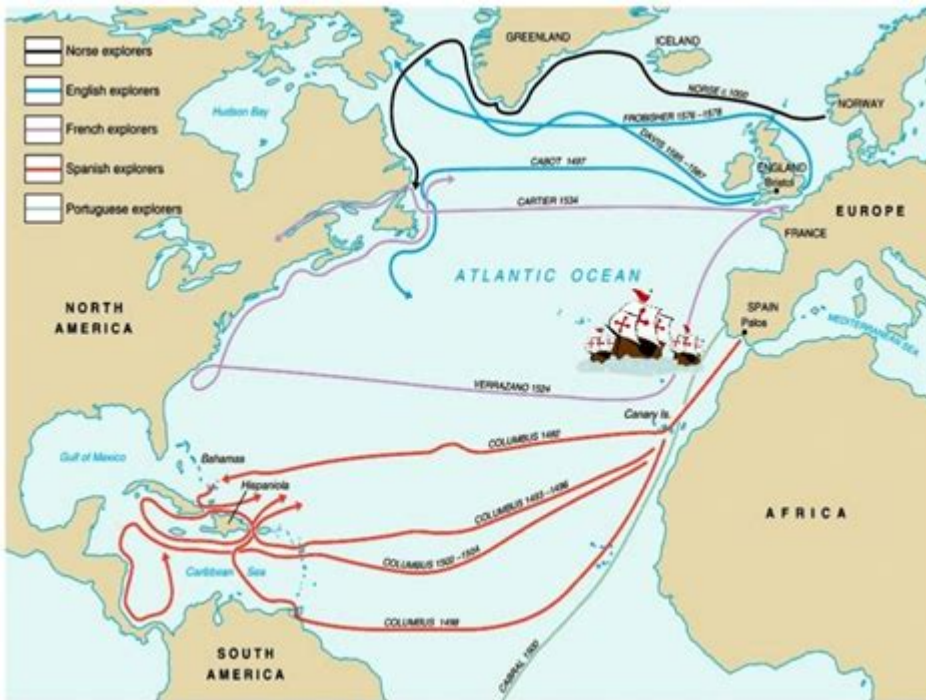 Norse explorers
English explorers
French explorers
Spanish explorers
Portuguese explorers
GREENLAND
ICELAND
Hudson Bay
NORSE c. 1000
NORWAY
FROBISHER 1576-1578
DAVIS 1585-1587
CABOT 1497
ENGLAND
Bristol
CARTIER 1534
EUROPE
FRANCE
ATLANTIC OCEAN
NORTH
AMERICA
SPAIN
Palos
MEDITERRANEAN SEA
VERRAZANO 1524
Canary Is.
COLUMBUS 1492
Gulf of Mexico
Bahamas
Hispaniola
COLUMBUS 1493-1496
AFRICA
COLUMBUS 1500-1504
Caribbean Sea
COLUMBUS 1498
SOUTH
AMERICA
CABRAL 1500